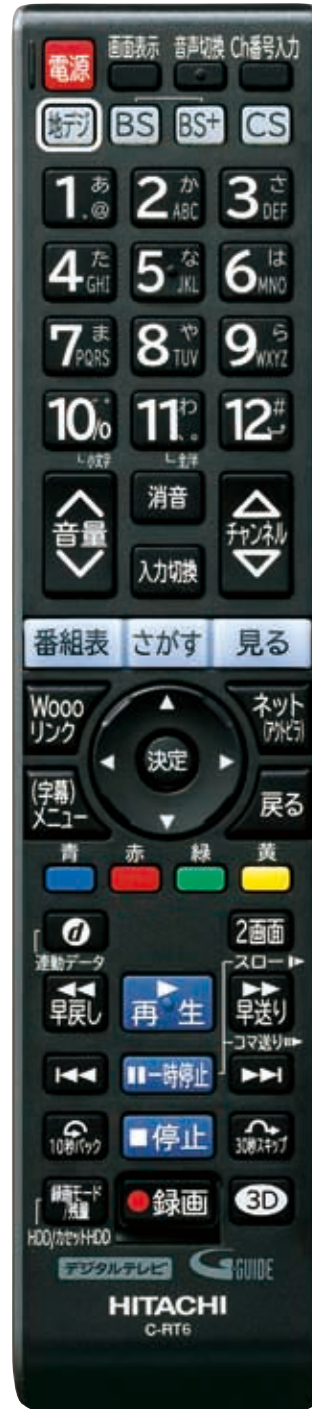 画面表示 音声切換 Ch番号入力
電源
地デジ BS BS+ CS
1 あ .@ 2 か ABC 3 さ DEF
4 た GHI 5 な JKL 6 は MNO
7 ま PQRS 8 や TUV 9 ら WXYZ
10/0 11 わ 、。 12 #
小文字 全/半
音量 消音 チャンネル
入力切換
番組表 さがす 見る
Wooo
リンク
ネット
(アクトビラ)
決定
(字幕)
メニュー
戻る
青 赤 緑 黄
d 2画面
連動データ スロー
早戻し 再生 早送り
コマ送り
一時停止
10秒バック 停止 30秒スキップ
録画モード
/残量
録画 3D
HDD/カセットHDD
デジタルテレビ G-GUIDE
HITACHI
C-RT6